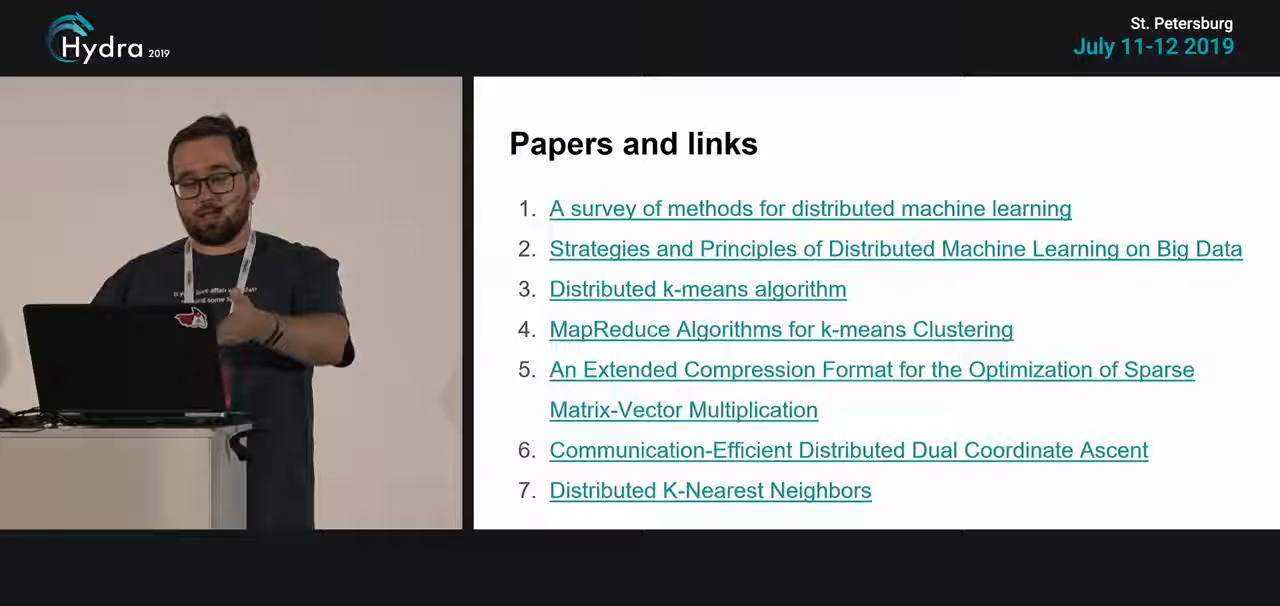 Hydra 2019
St. Petersburg
July 11-12 2019
Papers and links
1. A survey of methods for distributed machine learning
2. Strategies and Principles of Distributed Machine Learning on Big Data
3. Distributed k-means algorithm
4. MapReduce Algorithms for k-means Clustering
5. An Extended Compression Format for the Optimization of Sparse
Matrix-Vector Multiplication
6. Communication-Efficient Distributed Dual Coordinate Ascent
7. Distributed K-Nearest Neighbors